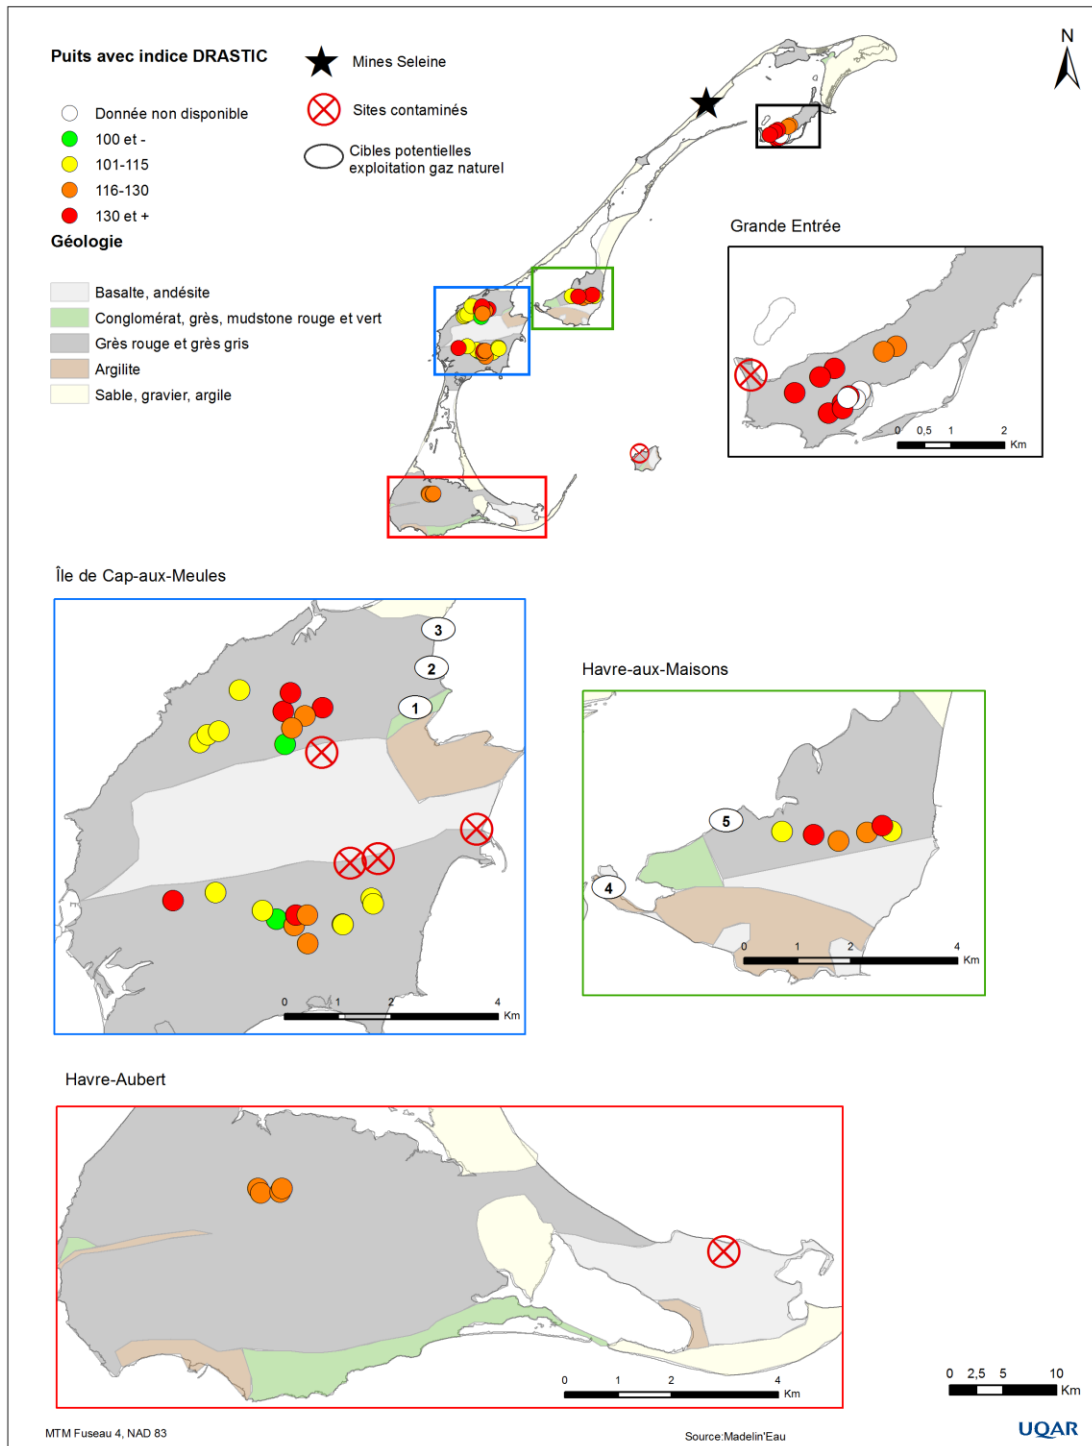 Puits avec indice DRASTIC
Donnée non disponible
100 et -
101-115
116-130
130 et +
Géologie
Basalte, andésite
Conglomérat, grès, mudstone rouge et vert
Grès rouge et grès gris
Argilite
Sable, gravier, argile
Mines Seleine
Sites contaminés
Cibles potentielles
exploitation gaz naturel
N
Grande Entrée
0 0,5 1 2
Km
Île de Cap-aux-Meules
3
2
1
0 1 2 4
Km
Havre-aux-Maisons
5
4
0 1 2 4
Km
Havre-Aubert
0 1 2 4
Km
0 2,5 5 10
Km
MTM Fuseau 4, NAD 83
Source:Madelin'Eau
UQAR